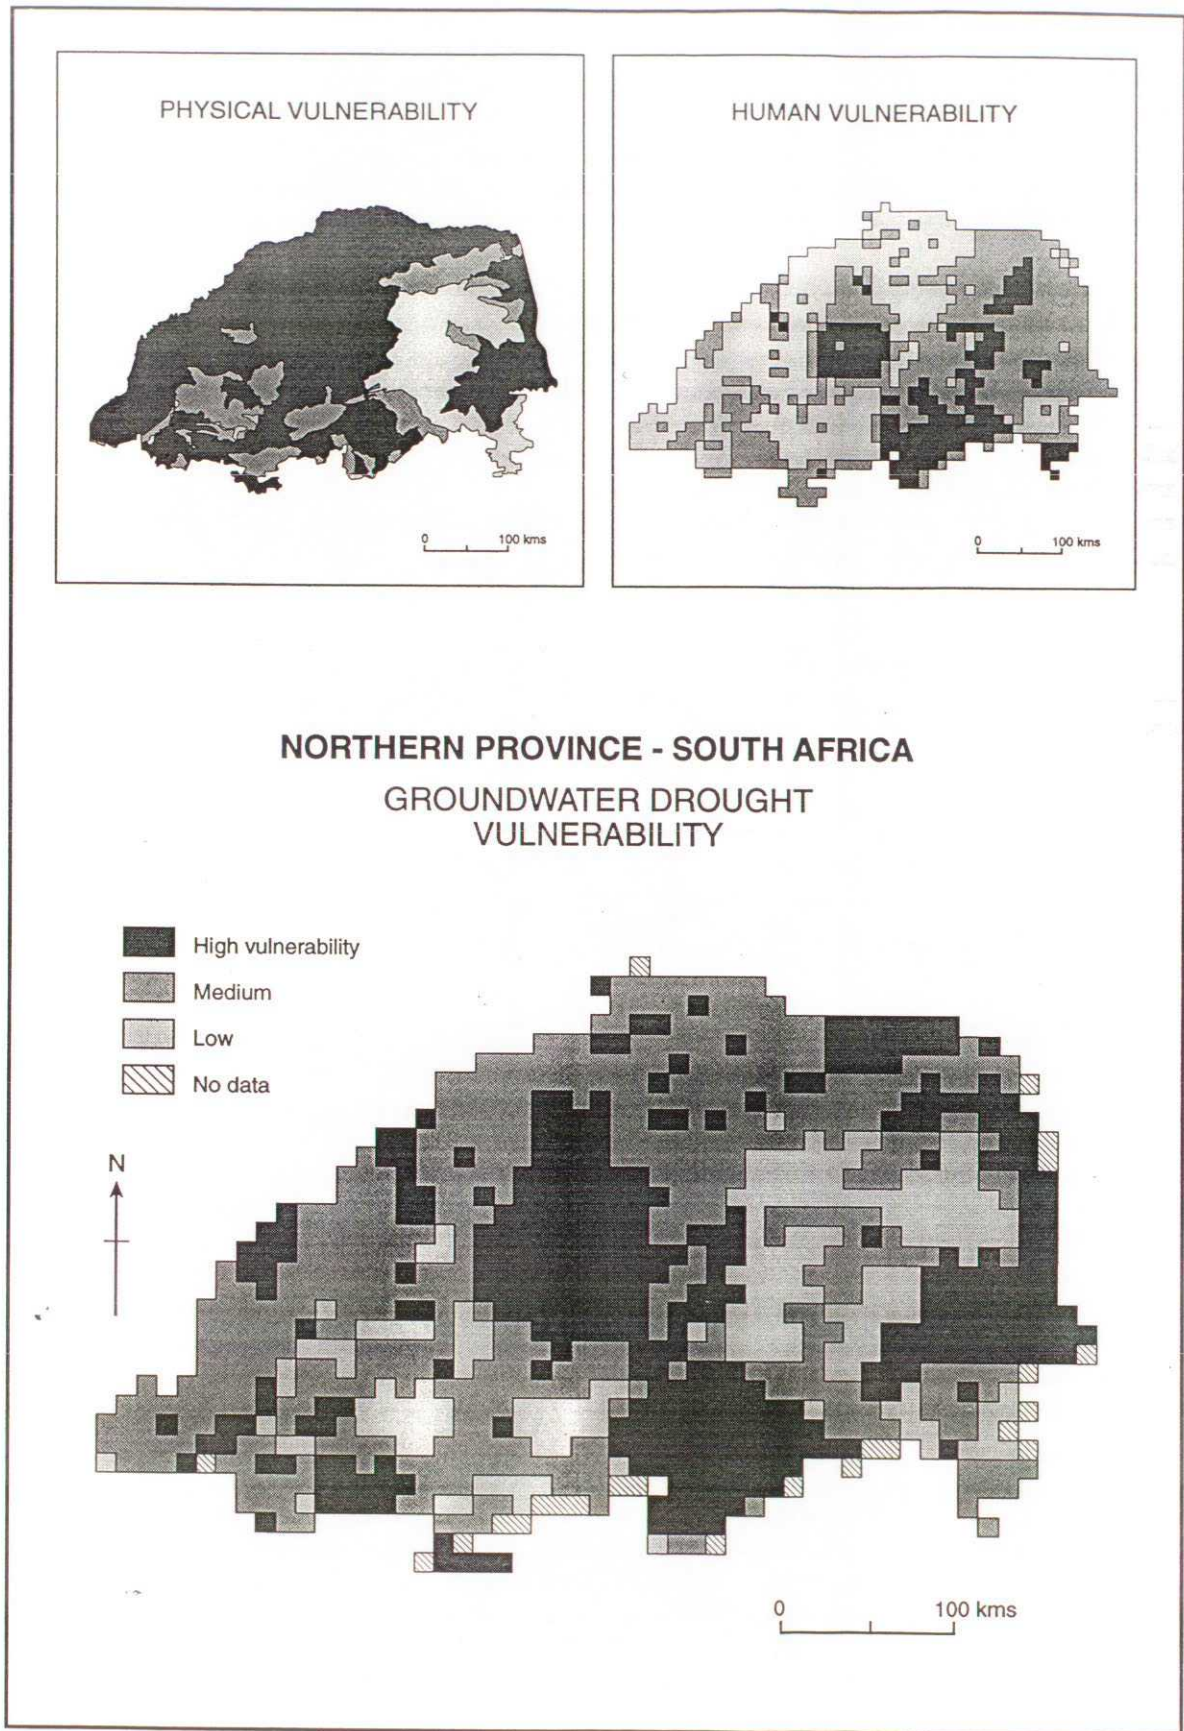 PHYSICAL VULNERABILITY
0 100 kms
HUMAN VULNERABILITY
0 100 kms
NORTHERN PROVINCE - SOUTH AFRICA
GROUNDWATER DROUGHT
VULNERABILITY
High vulnerability
Medium
Low
No data
N
0 100 kms